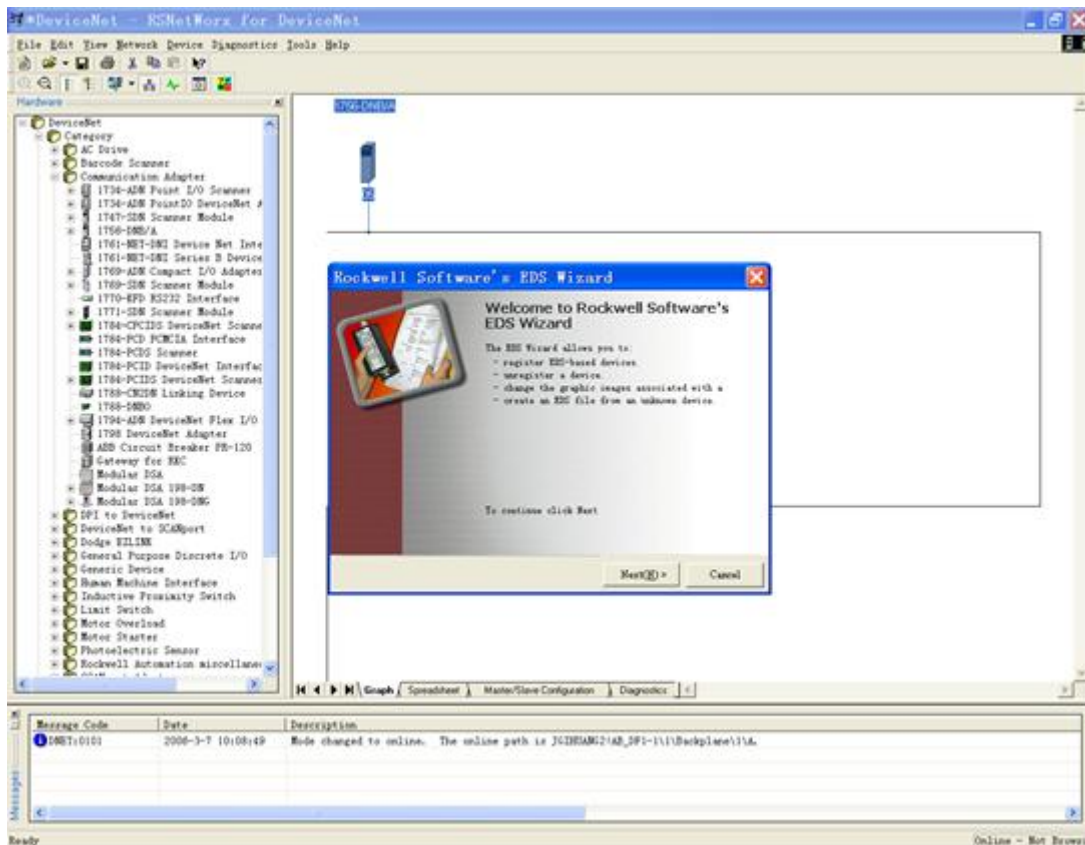 *DeviceNet - RSNetWorx for DeviceNet
File Edit View Network Device Diagnostics Tools Help
Hardware
DeviceNet
Category
AC Drive
Barcode Scanner
Communication Adapter
1734-ADN Point I/O Scanner
1734-ADN PointIO DeviceNet A
1747-SDN Scanner Module
1756-DNB/A
1761-NET-DNI Device Net Inte
1761-NET-DNI Series B Device
1769-ADN Compact I/O Adapter
1769-SDN Scanner Module
1770-KFD RS232 Interface
1771-SDN Scanner Module
1784-CPCIDS DeviceNet Scanne
1784-PCD PCMCIA Interface
1784-PCDS Scanner
1784-PCID DeviceNet Interfac
1784-PCIDS DeviceNet Scanner
1788-CN2DN Linking Device
1788-DNBO
1794-ADN DeviceNet Flex I/O
1798 DeviceNet Adapter
ABB Circuit Breaker PR-120
Gateway for
Modular DSA
Modular DSA 198-DN
Modular DSA 198-DNG
DPI to DeviceNet
DeviceNet to SCANport
Dodge EZLINK
General Purpose Discrete I/O
Generic Device
Human Machine Interface
Inductive Proximity Switch
Limit Switch
Motor Overload
Motor Starter
Photoelectric Sensor
Rockwell Automation miscellane
1756-DNB/A
Rockwell Software's EDS Wizard
Welcome to Rockwell Software's
EDS Wizard
The EDS Wizard allows you to:
- register EDS-based devices.
- unregister a device.
- change the graphic images associated with a
- create an EDS file from an unknown device.
To continue click Next
Next(N) >
Cancel
Graph Spreadsheet Master/Slave Configuration Diagnostics
Messages
Message Code Date Description
DNET:0101 2008-3-7 10:08:49 Mode changed to online. The online path is
Ready
Online - Not Brows